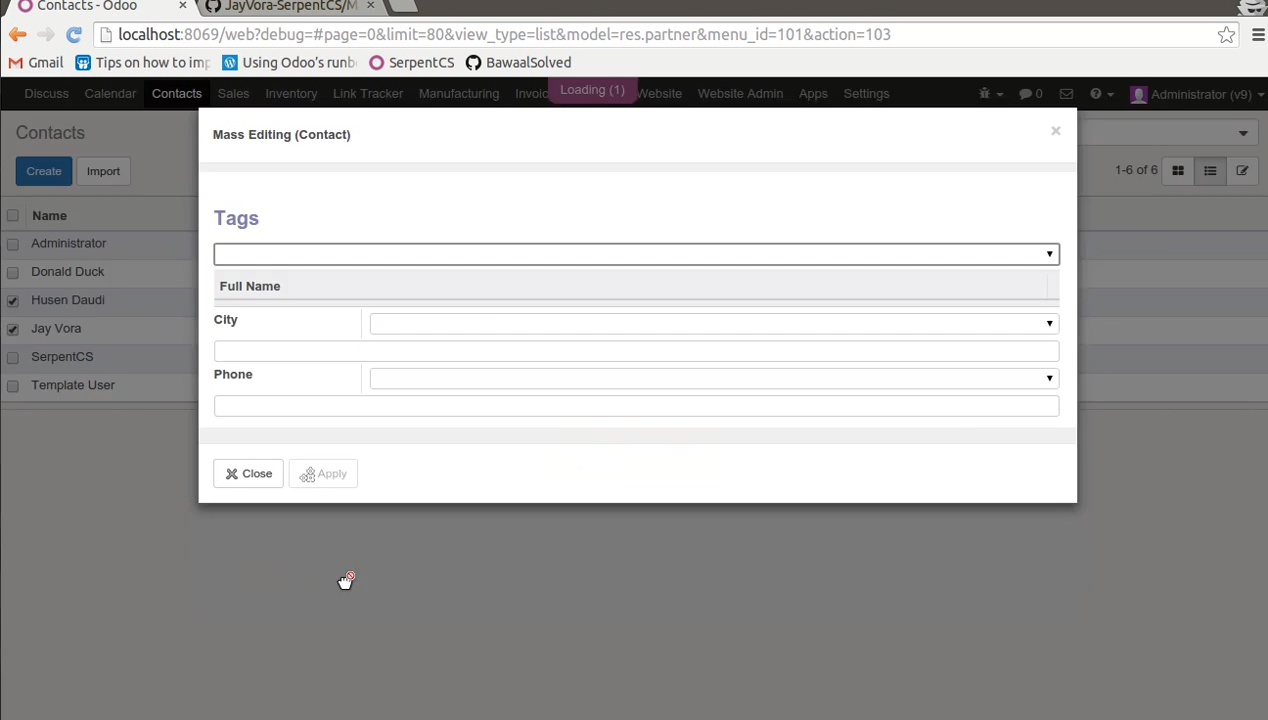 Contacts - Odoo × JayVora-SerpentCS/M ×
localhost:8069/web?debug=#page=0&limit=80&view_type=list&model=res.partner&menu_id=101&action=103
Gmail Tips on how to imp Using Odoo's runb SerpentCS BawaalSolved
Discuss Calendar Contacts Sales Inventory Link Tracker Manufacturing Invoic Loading (1) Website Website Admin Apps Settings 0 Administrator (v9)
Contacts
Mass Editing (Contact) ×
Create Import
1-6 of 6
Name
Administrator
Donald Duck
Husen Daudi
Jay Vora
SerpentCS
Template User
Tags
Full Name
City
Phone
Close Apply